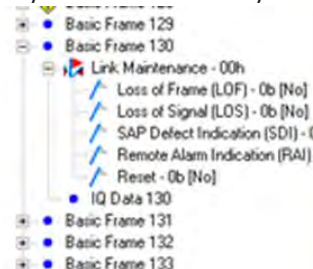 Basic Frame 129
Basic Frame 130
Link Maintenance - 00h
Loss of Frame (LOF) - 0b [No]
Loss of Signal (LOS) - 0b [No]
SAP Defect Indication (SDI) - 0
Remote Alarm Indication (RAI)
Reset - 0b [No]
IQ Data 130
Basic Frame 131
Basic Frame 132
Basic Frame 133